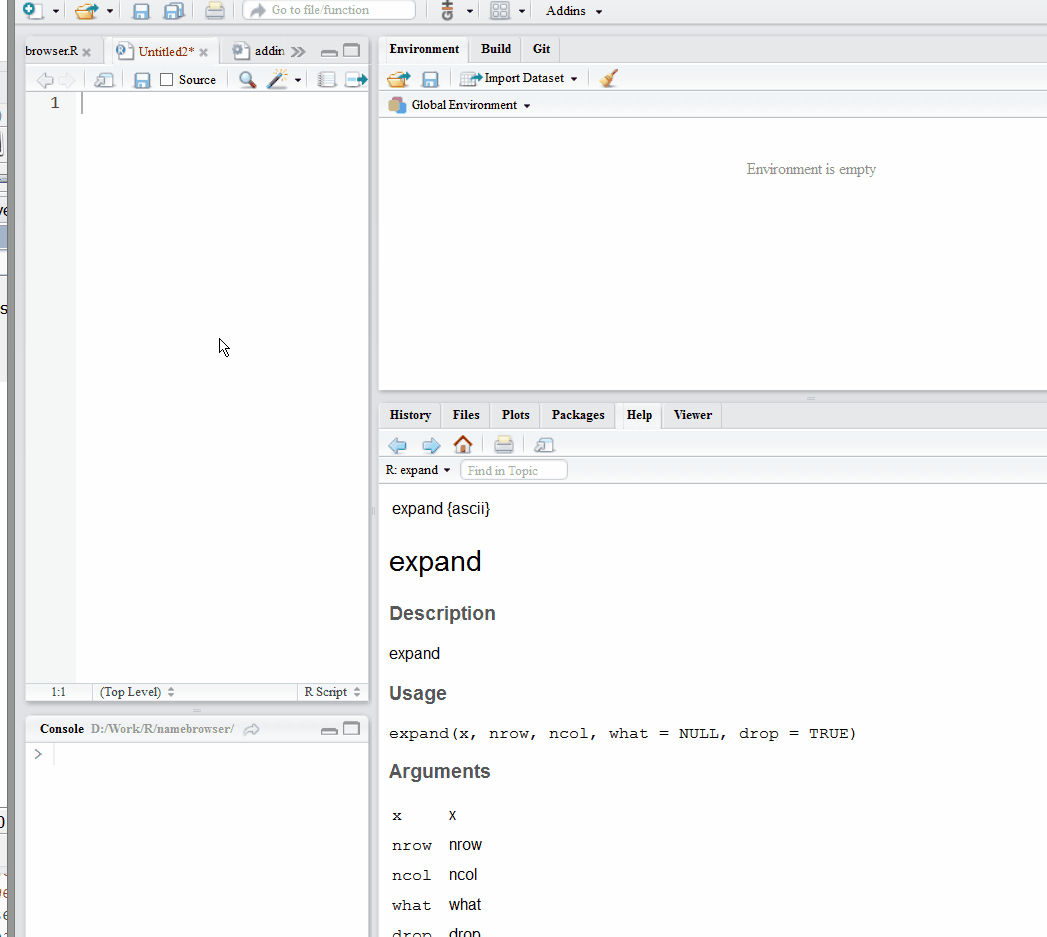 Go to file/function
Addins
browser.R
Untitled2*
addin
Source
1
1:1
(Top Level)
R Script
Console D:/Work/R/namebrowser/
>
Environment
Build
Git
Import Dataset
Global Environment
Environment is empty
History
Files
Plots
Packages
Help
Viewer
R: expand
Find in Topic
expand {ascii}
expand
Description
expand
Usage
expand(x, nrow, ncol, what = NULL, drop = TRUE)
Arguments
x x
nrow nrow
ncol ncol
what what
drop drop